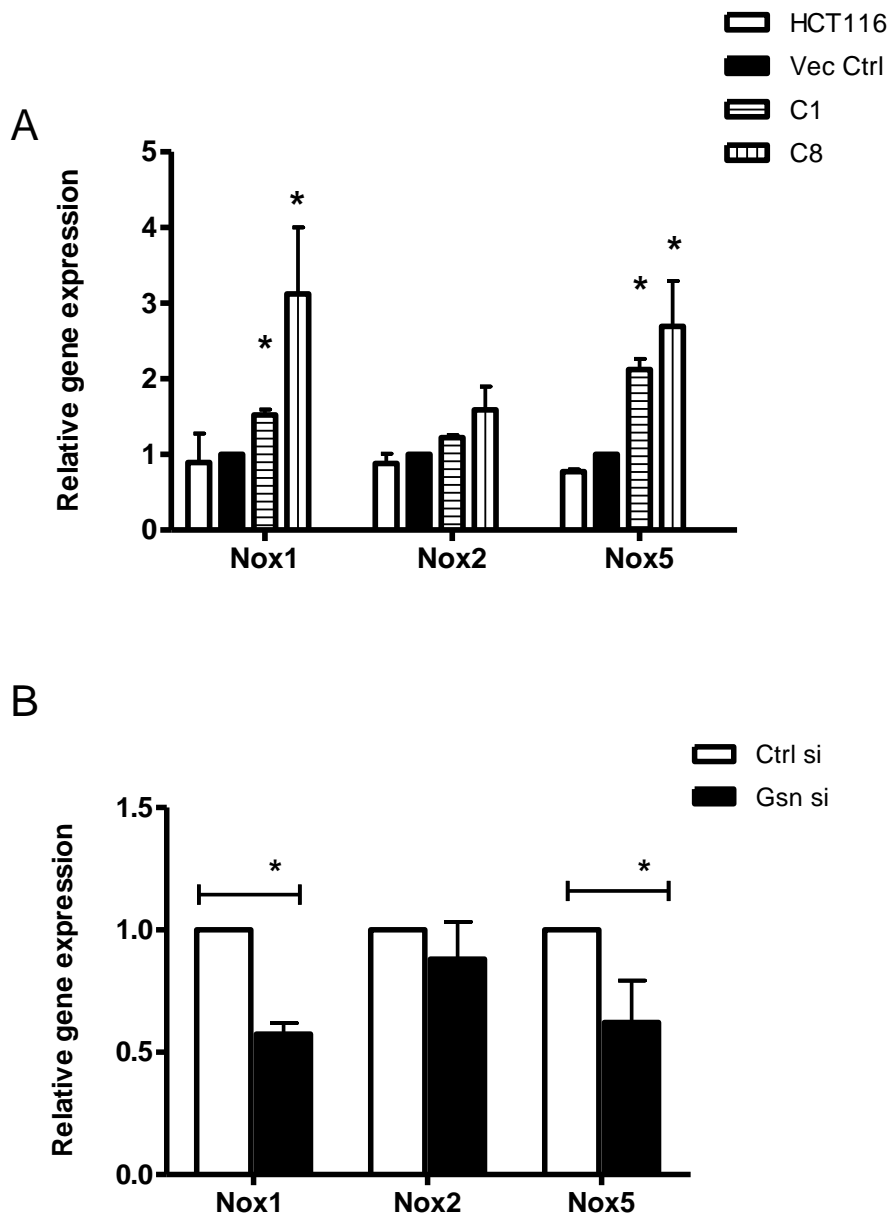 HCT116
Vec Ctrl
C1
C8
A
Relative gene expression
5
4
3
2
1
0
*
*
*
*
Nox1 Nox2 Nox5
B
Ctrl si
Gsn si
Relative gene expression
1.5
1.0
0.5
0.0
* *
Nox1 Nox2 Nox5